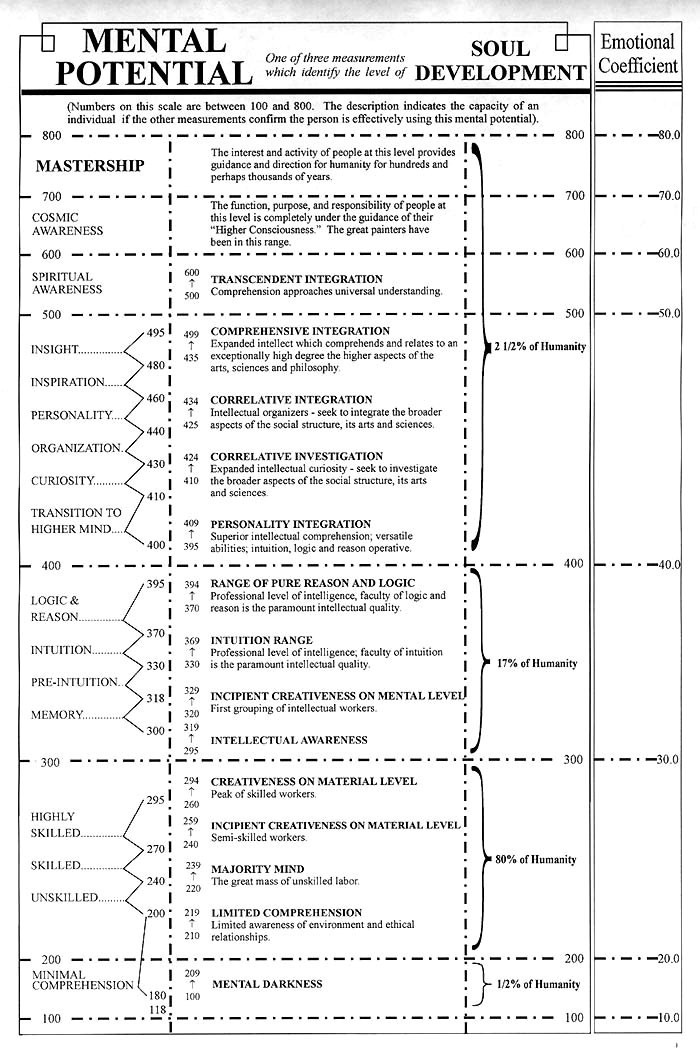 MENTAL
POTENTIAL
One of three measurements
which identify the level of
SOUL
DEVELOPMENT
Emotional
Coefficient
(Numbers on this scale are between 100 and 800. The description indicates the capacity of an
individual if the other measurements confirm the person is effectively using this mental potential).
800 800 80.0
MASTERSHIP
The interest and activity of people at this level provides
guidance and direction for humanity for hundreds and
perhaps thousands of years.
700 700 70.0
COSMIC
AWARENESS
The function, purpose, and responsibility of people at
this level is completely under the guidance of their
“Higher Consciousness.” The great painters have
been in this range.
600 600 60.0
SPIRITUAL
AWARENESS
600
↑
500
TRANSCENDENT INTEGRATION
Comprehension approaches universal understanding.
500 500 50.0
INSIGHT
INSPIRATION
PERSONALITY
ORGANIZATION
CURIOSITY
TRANSITION TO
HIGHER MIND
495
480
460
440
430
410
400
499
↑
435
COMPREHENSIVE INTEGRATION
Expanded intellect which comprehends and relates to an
exceptionally high degree the higher aspects of the
arts, sciences and philosophy.
434
↑
425
CORRELATIVE INTEGRATION
Intellectual organizers - seek to integrate the broader
aspects of the social structure, its arts and sciences.
424
↑
410
CORRELATIVE INVESTIGATION
Expanded intellectual curiosity - seek to investigate
the broader aspects of the social structure, its arts
and sciences.
409
↑
395
PERSONALITY INTEGRATION
Superior intellectual comprehension; versatile
abilities; intuition, logic and reason operative.
2 1/2% of Humanity
400 400 40.0
LOGIC &
REASON
INTUITION
PRE-INTUITION
MEMORY
395
370
330
318
300
394
↑
370
RANGE OF PURE REASON AND LOGIC
Professional level of intelligence, faculty of logic and
reason is the paramount intellectual quality.
369
↑
330
INTUITION RANGE
Professional level of intelligence; faculty of intuition
is the paramount intellectual quality.
329
↑
320
INCIPIENT CREATIVENESS ON MENTAL LEVEL
First grouping of intellectual workers.
319
↑
295
INTELLECTUAL AWARENESS
17% of Humanity
300 300 30.0
HIGHLY
SKILLED
SKILLED
UNSKILLED
295
270
240
200
294
↑
260
CREATIVENESS ON MATERIAL LEVEL
Peak of skilled workers.
259
↑
240
INCIPIENT CREATIVENESS ON MATERIAL LEVEL
Semi-skilled workers.
239
↑
220
MAJORITY MIND
The great mass of unskilled labor.
219
↑
210
LIMITED COMPREHENSION
Limited awareness of environment and ethical
relationships.
80% of Humanity
200 200 20.0
MINIMAL
COMPREHENSION
180
118
209
↑
100
MENTAL DARKNESS
1/2% of Humanity
100 100 10.0